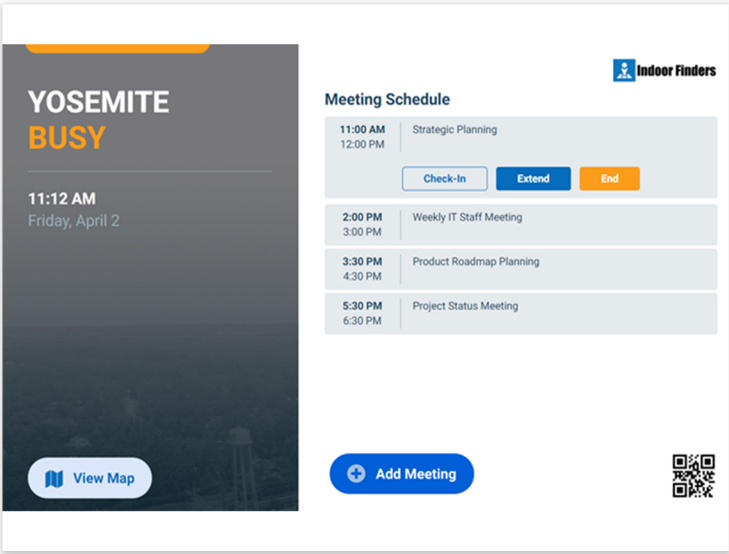 YOSEMITE
BUSY
11:12 AM
Friday, April 2
View Map
Indoor Finders
Meeting Schedule
11:00 AM
12:00 PM
Strategic Planning
Check-In
Extend
End
2:00 PM
3:00 PM
Weekly IT Staff Meeting
3:30 PM
4:30 PM
Product Roadmap Planning
5:30 PM
6:30 PM
Project Status Meeting
Add Meeting